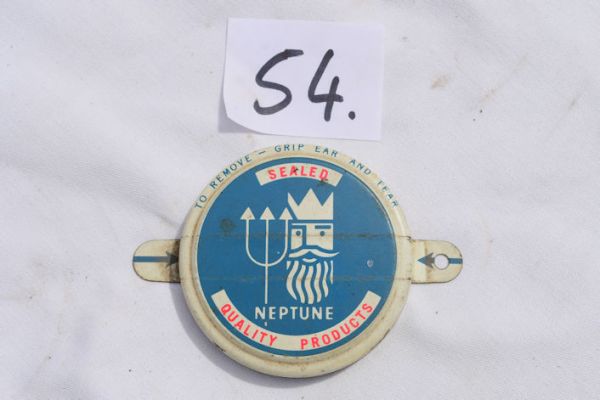 54.
TO REMOVE - GRIP EAR AND TEAR
SEALED
NEPTUNE
QUALITY PRODUCTS